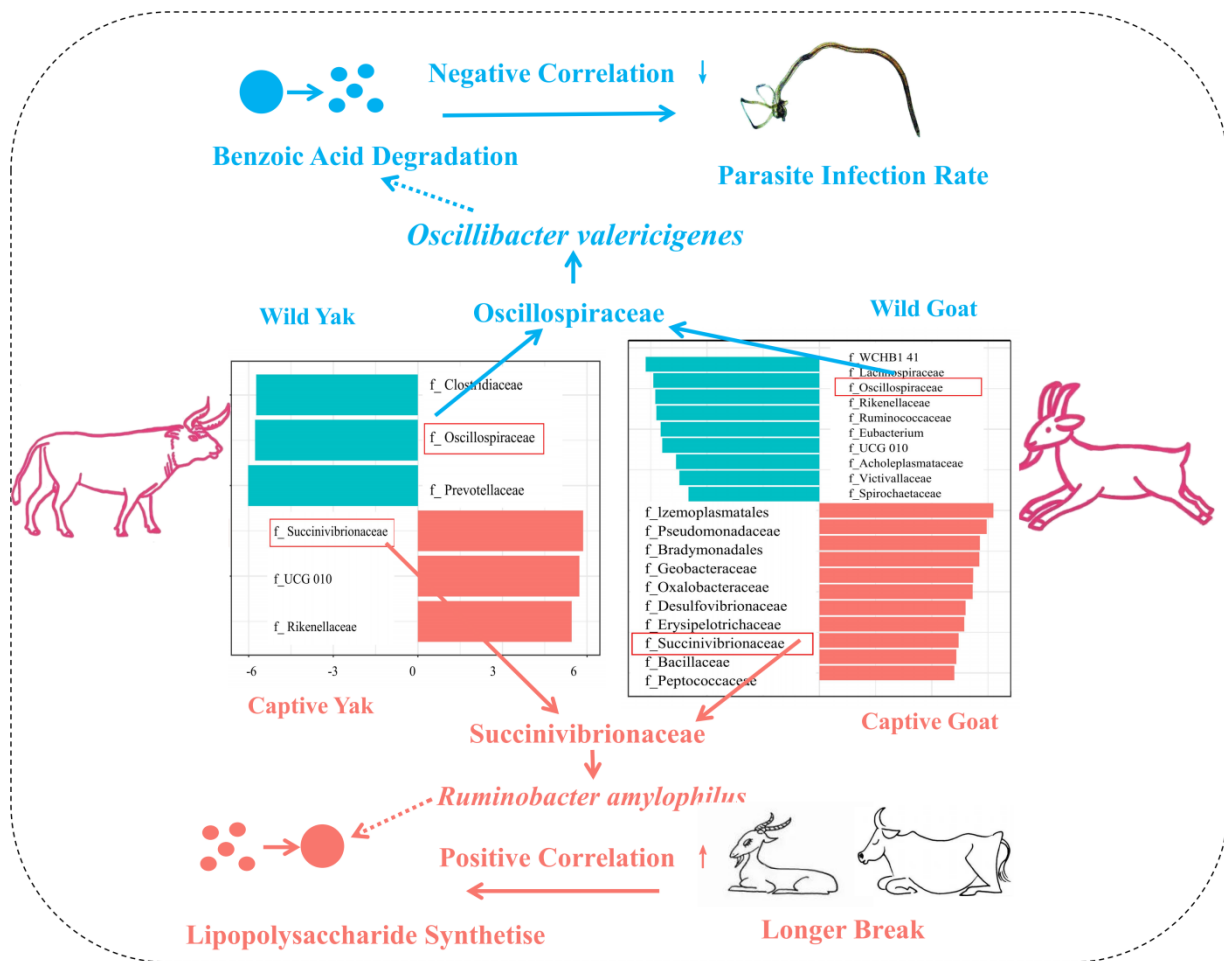 Negative Correlation
Benzoic Acid Degradation
Parasite Infection Rate
Oscillibacter valericigenes
Oscillospiraceae
Wild Yak
Wild Goat
f_ Clostridiaceae
f_ Oscillospiraceae
f_ Prevotellaceae
f_ Succinivibrionaceae
f_UCG 010
f_ Rikenellaceae
-6 -3 0 3 6
f_ WCHB1 41
f_Lachnospiraceae
f_Oscillospiraceae
f_Rikenellaceae
f_Ruminococcaceae
f_Eubacterium
f_UCG 010
f_Acholeplasmataceae
f_Victivallaceae
f_Spirochaetaceae
f_Izemoplasmatales
f_Pseudomonadaceae
f_Bradymonadales
f_Geobacteraceae
f_Oxalobacteraceae
f_Desulfovibrionaceae
f_Erysipelotrichaceae
f_Succinivibrionaceae
f_Bacillaceae
f_Peptococcaceae
Captive Yak
Captive Goat
Succinivibrionaceae
Ruminobacter amylophilus
Positive Correlation
Lipopolysaccharide Synthetise
Longer Break